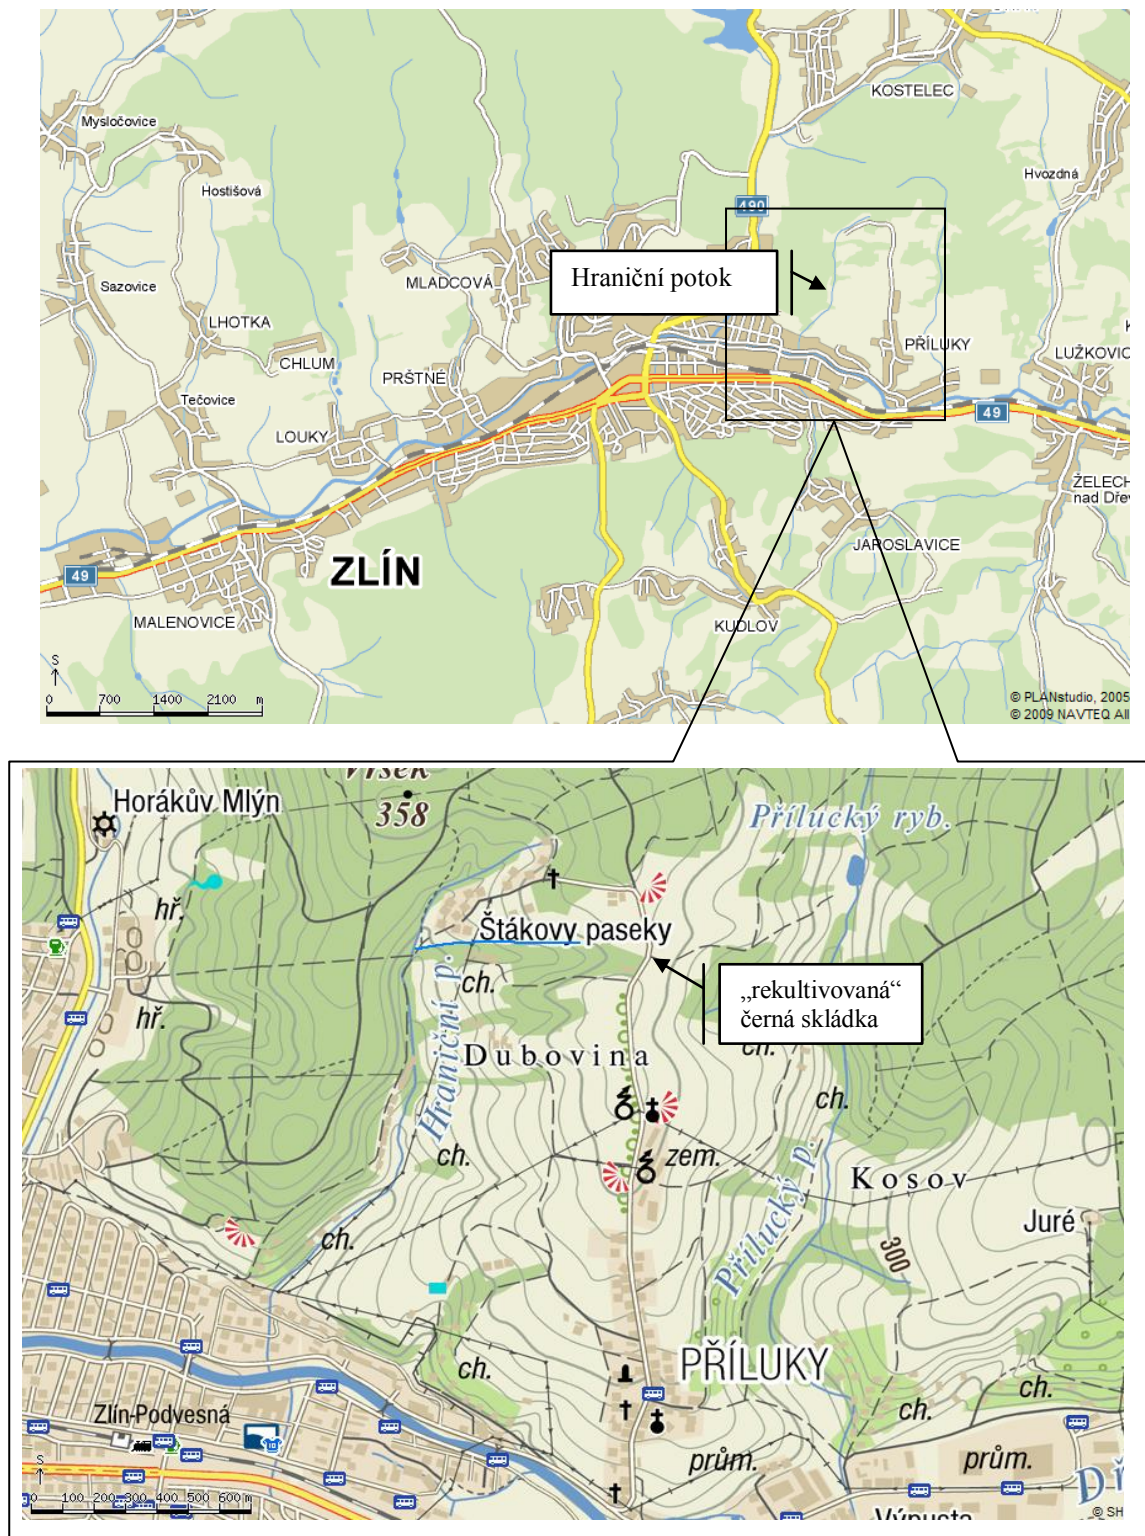 KOSTELEC
Mysločovice
Hvozdná
Hostišová
490
Hraniční potok
MLADCOVÁ
Sazovice
LHOTKA
PŘÍLUKY
LUŽKOVIC
CHLUM
PRŠTNÉ
Tečovice
49
LOUKY
ŽELECH
nad Dřev
JAROSLAVICE
ZLÍN
49
MALENOVICE
KUDLOV
S
0 700 1400 2100 m
© PLANstudio, 2005
© 2009 NAVTEQ All
Vršek
358
Horákův Mlýn
Přílucký ryb.
hř.
Štákovy paseky
ch.
„rekultivovaná“
černá skládka
hř.
Hraniční p.
Dubovina
ch.
ch.
ch.
zem.
Přílucký p.
Kosov
Juré
ch.
300
PŘÍLUKY
ch.
ch.
ch.
Zlín-Podvesná
prům.
prům.
S
0 100 200 300 400 500 600 m
Výpusta
© SH